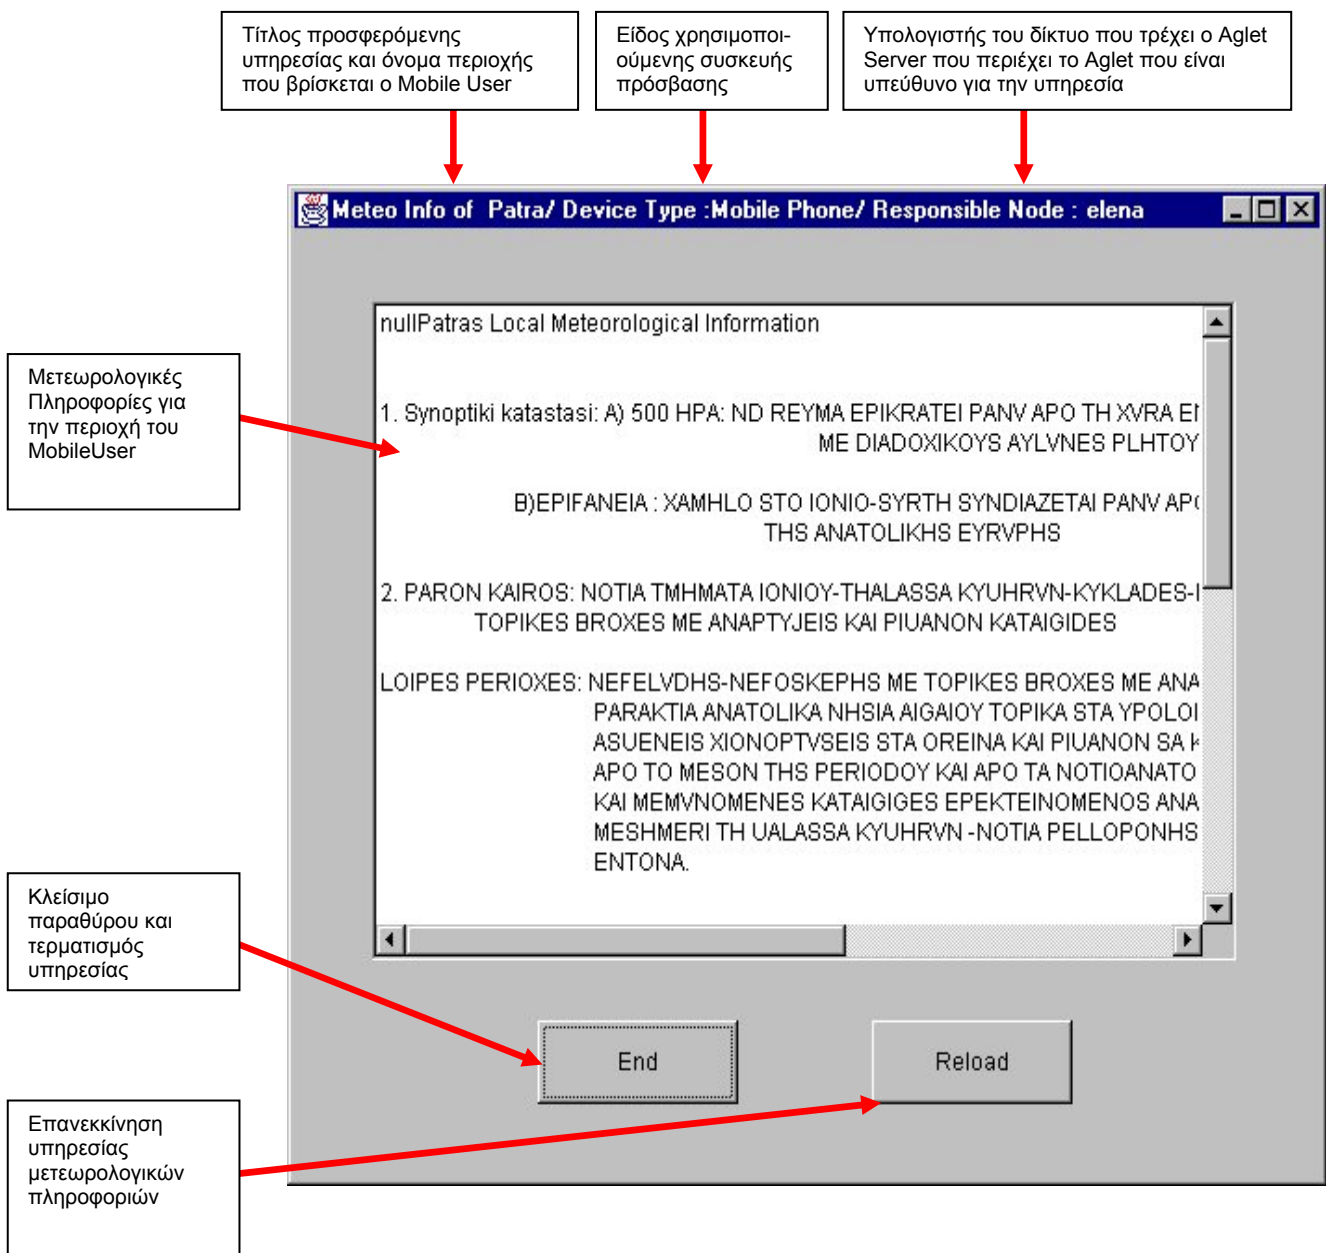 Τίτλος προσφερόμενης
υπηρεσίας και όνομα περιοχής
που βρίσκεται ο Mobile User
Είδος χρησιμοποι-
ούμενης συσκευής
πρόσβασης
Υπολογιστής του δίκτυο που τρέχει ο Aglet
Server που περιέχει το Aglet που είναι
υπεύθυνο για την υπηρεσία
Meteo Info of Patra/ Device Type :Mobile Phone/ Responsible Node : elena
nullPatras Local Meteorological Information
Μετεωρολογικές
Πληροφορίες για
την περιοχή του
MobileUser
1. Synoptiki katastasi: A) 500 HPA: ND REYMA EPIKRATEI PANV APO TH XVRA
ME DIADOXIKOYS AYLVNES PLHTOY
B)EPIFANEIA : XAMHLO STO IONIO-SYRTH SYNDIAZETAI PANV
THS ANATOLIKHS EYRVPHS
2. PARON KAIROS: NOTIA TMHMATA IONIOY-THALASSA KYUHRVN-KYKLADES-
TOPIKES BROXES ME ANAPTYJEIS KAI PIUANON KATAIGIDES
LOIPES PERIOXES: NEFELVDHS-NEFOSKEPHS ME TOPIKES BROXES ME ANA
PARAKTIA ANATOLIKA NHSIA AIGAIOY TOPIKA STA YPOLOI
ASUENEIS XIONOPTVSEIS STA OREINA KAI PIUANON SA
APO TO MESON THS PERIODOY KAI APO TA NOTIOANATO
KAI MEMVNOMENES KATAIGIGES EPEKTEINOMENOS ANA
MESHMERI TH UALASSA KYUHRVN -NOTIA PELLOPONHS
ENTONA.
Κλείσιμο
παραθύρου και
τερματισμός
υπηρεσίας
End
Reload
Επανεκκίνηση
υπηρεσίας
μετεωρολογικών
πληροφοριών